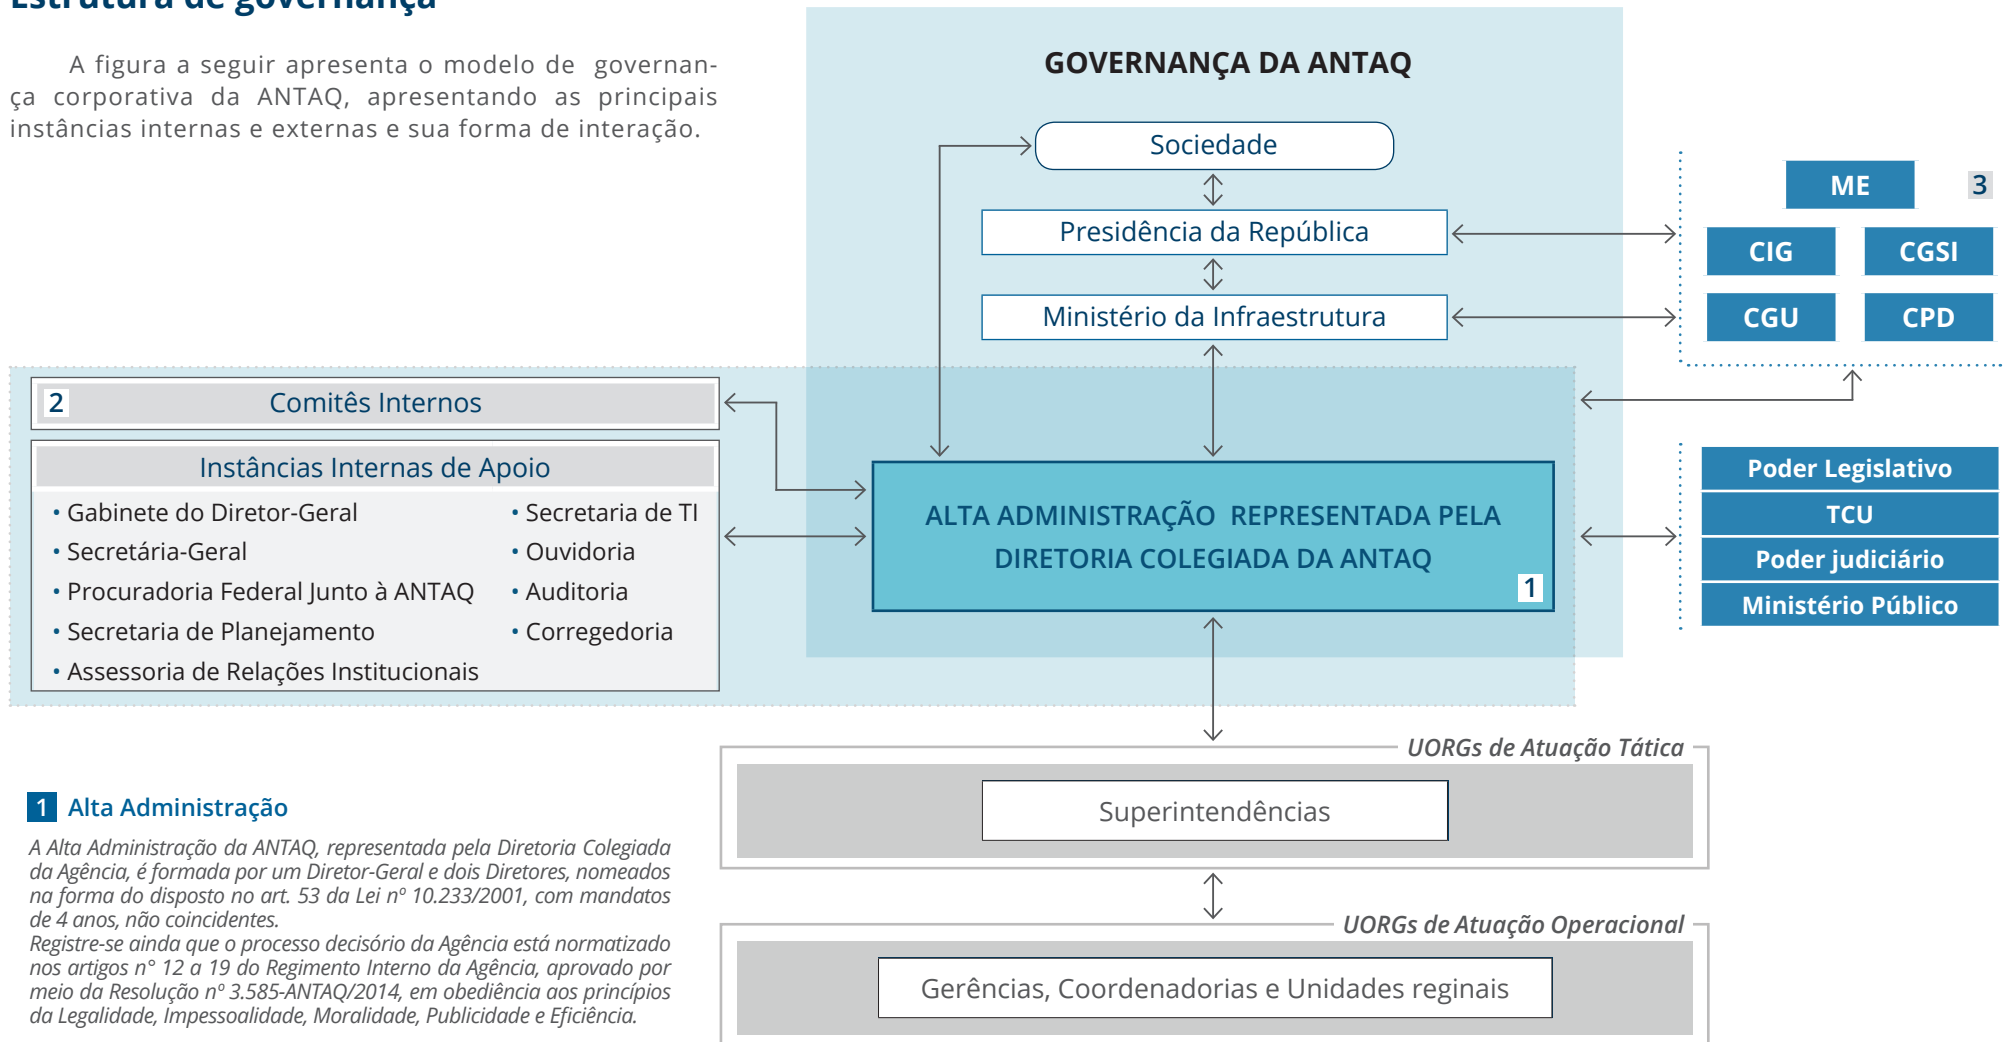 Estrutura de governança
A figura a seguir apresenta o modelo de governan-
ça corporativa da ANTAQ, apresentando as principais
instâncias internas e externas e sua forma de interação.
GOVERNANÇA DA ANTAQ
Sociedade
Presidência da República
Ministério da Infraestrutura
ME
3
CIG
CGSI
CGU
CPD
2
Comitês Internos
Instâncias Internas de Apoio
• Gabinete do Diretor-Geral
• Secretária-Geral
• Procuradoria Federal Junto à ANTAQ
• Secretaria de Planejamento
• Assessoria de Relações Institucionais
• Secretaria de TI
• Ouvidoria
• Auditoria
• Corregedoria
ALTA ADMINISTRAÇÃO REPRESENTADA PELA
DIRETORIA COLEGIADA DA ANTAQ
1
Poder Legislativo
TCU
Poder judiciário
Ministério Público
UORGs de Atuação Tática
Superintendências
UORGs de Atuação Operacional
Gerências, Coordenadorias e Unidades reginais
1 Alta Administração
A Alta Administração da ANTAQ, representada pela Diretoria Colegiada
da Agência, é formada por um Diretor-Geral e dois Diretores, nomeados
na forma do disposto no art. 53 da Lei nº 10.233/2001, com mandatos
de 4 anos, não coincidentes.
Registre-se ainda que o processo decisório da Agência está normatizado
nos artigos n° 12 a 19 do Regimento Interno da Agência, aprovado por
meio da Resolução nº 3.585-ANTAQ/2014, em obediência aos princípios
da Legalidade, Impessoalidade, Moralidade, Publicidade e Eficiência.